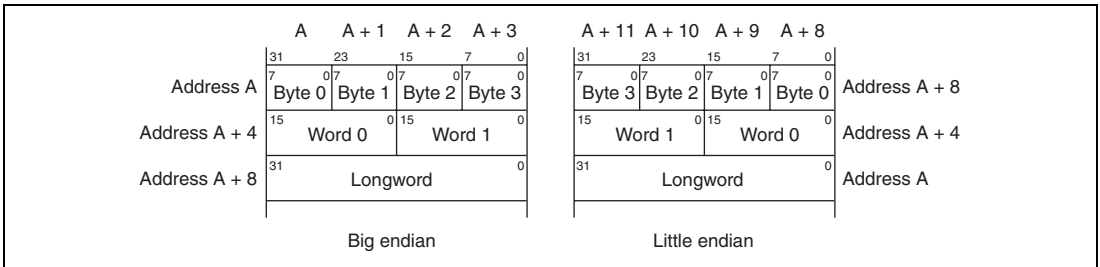 A A + 1 A + 2 A + 3 A + 11 A + 10 A + 9 A + 8
31 23 15 7 0 31 23 15 7 0
7 0 7 0 7 0 7 0 7 0 7 0 7 0 7 0
Address A Byte 0 Byte 1 Byte 2 Byte 3 Byte 3 Byte 2 Byte 1 Byte 0 Address A + 8
15 0 15 0 15 0 15 0
Address A + 4 Word 0 Word 1 Word 1 Word 0 Address A + 4
31 0 31 0
Address A + 8 Longword Longword Address A
Big endian Little endian